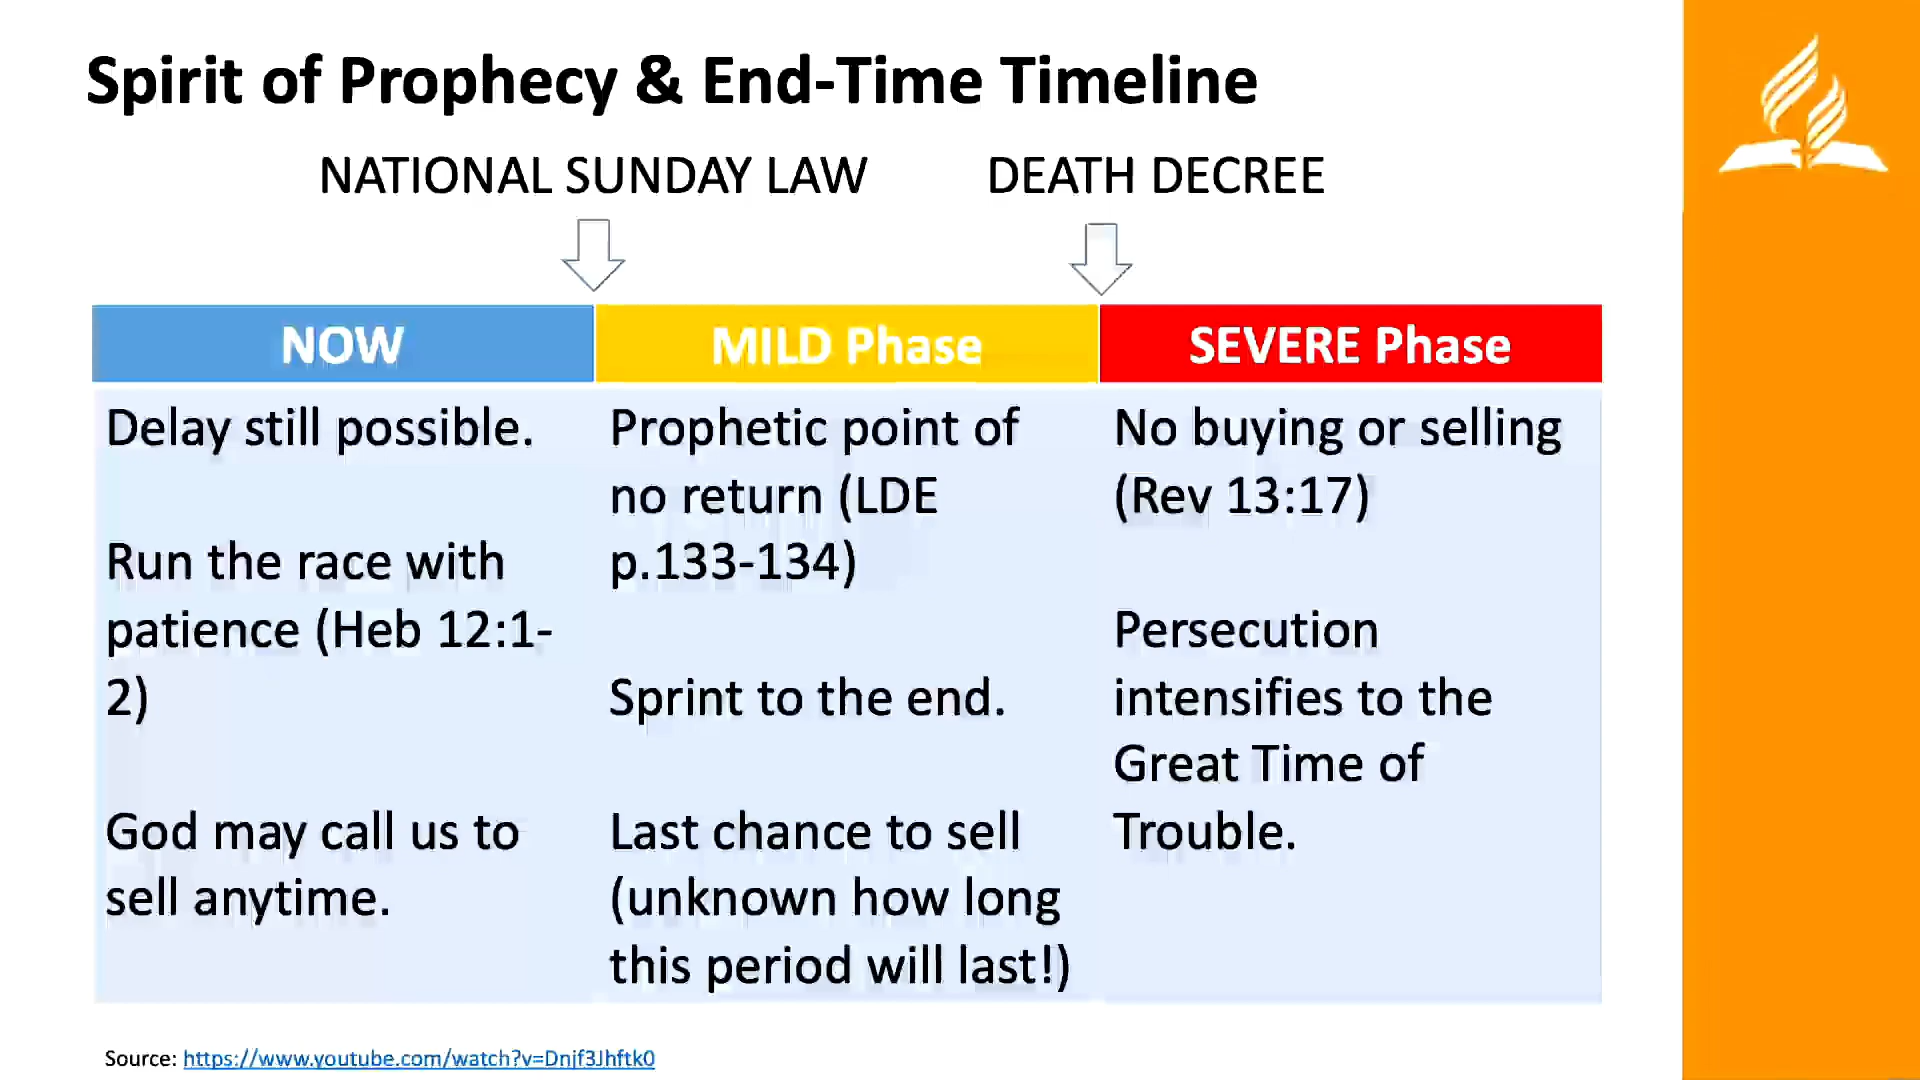 Spirit of Prophecy & End-Time Timeline
NATIONAL SUNDAY LAW
DEATH DECREE
NOW
MILD Phase
SEVERE Phase
Delay still possible.
Run the race with
patience (Heb 12:1-
2)
God may call us to
sell anytime.
Prophetic point of
no return (LDE
p.133-134)
Sprint to the end.
Last chance to sell
(unknown how long
this period will last!)
No buying or selling
(Rev 13:17)
Persecution
intensifies to the
Great Time of
Trouble.
Source: https://www.youtube.com/watch?v=Dnjf3Jhftk0